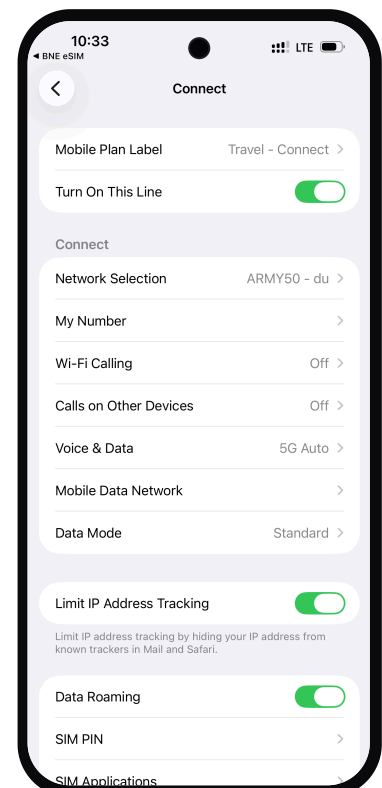 10:33
LTE
◀ BNE eSIM
Connect
Mobile Plan Label Travel - Connect
Turn On This Line
Connect
Network Selection ARMY50 - du
My Number
Wi-Fi Calling Off
Calls on Other Devices Off
Voice & Data 5G Auto
Mobile Data Network
Data Mode Standard
Limit IP Address Tracking
Limit IP address tracking by hiding your IP address from
known trackers in Mail and Safari.
Data Roaming
SIM PIN
SIM Applications